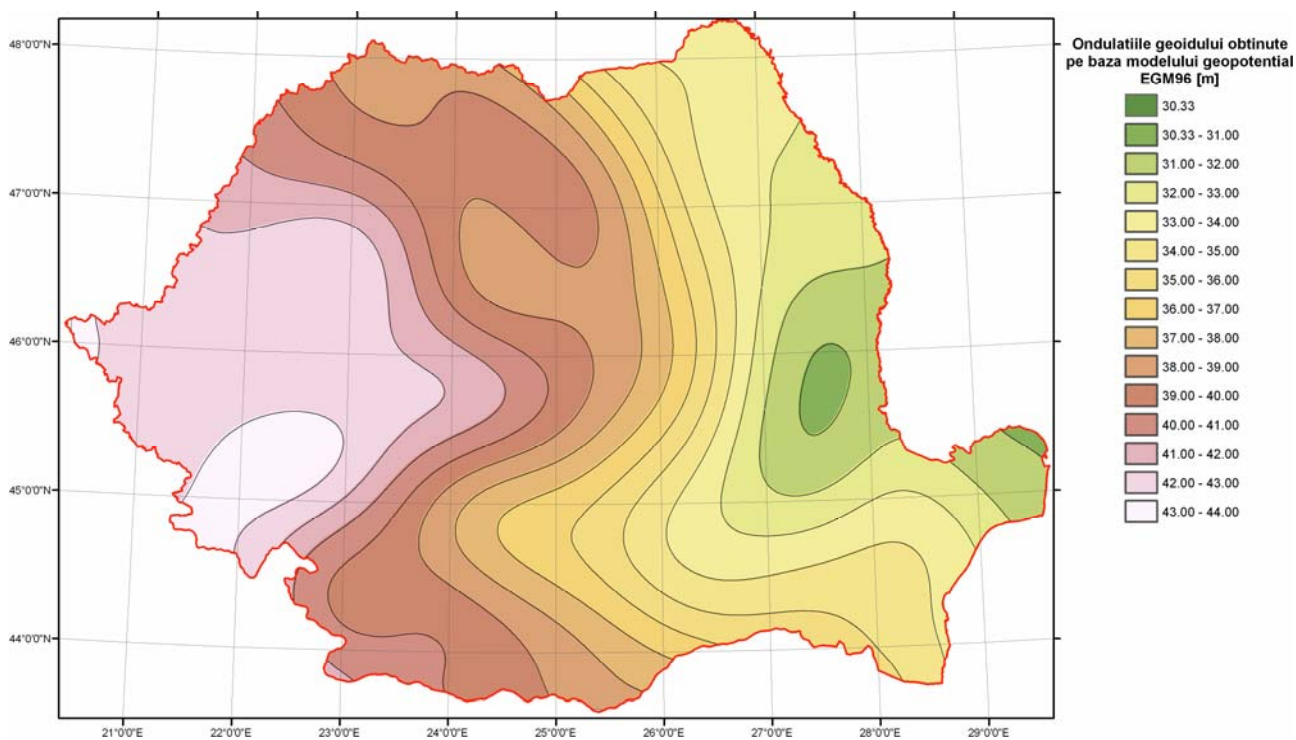 48°0'0"N
47°0'0"N
46°0'0"N
45°0'0"N
44°0'0"N
21°0'0"E 22°0'0"E 23°0'0"E 24°0'0"E 25°0'0"E 26°0'0"E 27°0'0"E 28°0'0"E 29°0'0"E
Ondulatiile geoidului obtinute
pe baza modelului geopotential
EGM96 [m]
30.33
30.33 - 31.00
31.00 - 32.00
32.00 - 33.00
33.00 - 34.00
34.00 - 35.00
35.00 - 36.00
36.00 - 37.00
37.00 - 38.00
38.00 - 39.00
39.00 - 40.00
40.00 - 41.00
41.00 - 42.00
42.00 - 43.00
43.00 - 44.00